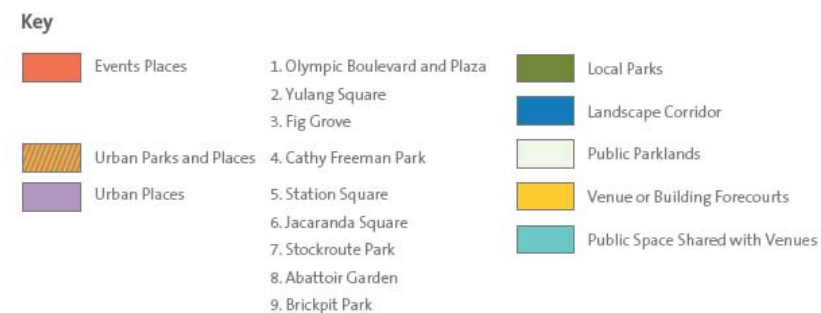 Key
Events Places
1. Olympic Boulevard and Plaza
2. Yulang Square
3. Fig Grove
Urban Parks and Places
4. Cathy Freeman Park
Urban Places
5. Station Square
6. Jacaranda Square
7. Stockroute Park
8. Abattoir Garden
9. Brickpit Park
Local Parks
Landscape Corridor
Public Parklands
Venue or Building Forecourts
Public Space Shared with Venues